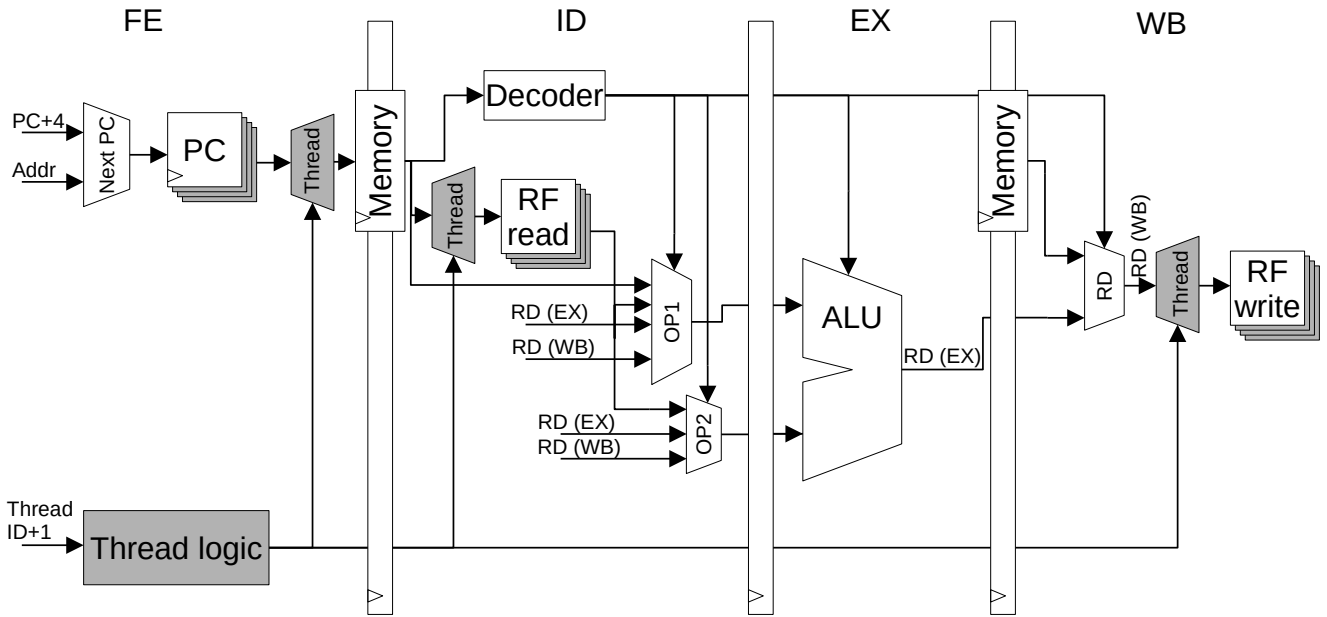 FE
ID
EX
WB
PC+4
Addr
Next PC
PC
Thread
Memory
Decoder
Thread
RF
read
RD (EX)
RD (WB)
OP1
RD (EX)
RD (WB)
OP2
ALU
RD (EX)
Memory
RD
RD (WB)
Thread
RF
write
Thread
ID+1
Thread logic